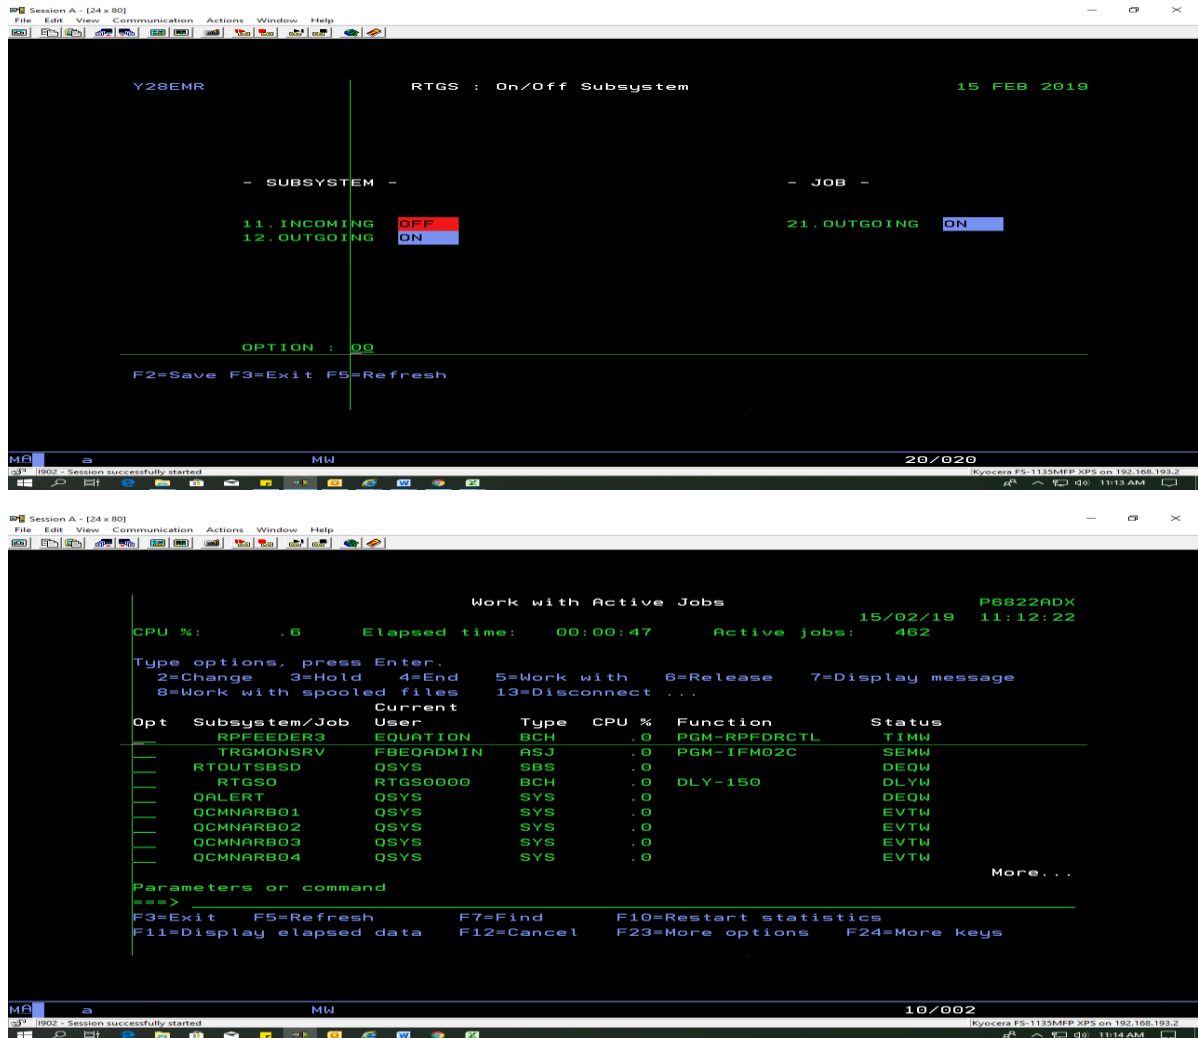 Session A - [24 x 80]
File Edit View Communication Actions Window Help
Y28EMR RTGS : On/Off Subsystem 15 FEB 2019
- SUBSYSTEM - - JOB -
11.INCOMING OFF 21.OUTGOING ON
12.OUTGOING ON
OPTION : 00
F2=Save F3=Exit F5=Refresh
MA a MW 20/020
I902 - Session successfully started Kyocera FS-1135MFP XPS on 192.168.193.2
11:13 AM
Session A - [24 x 80]
File Edit View Communication Actions Window Help
Work with Active Jobs P6822ADX
15/02/19 11:12:22
CPU %: .6 Elapsed time: 00:00:47 Active jobs: 462
Type options, press Enter.
2=Change 3=Hold 4=End 5=Work with 6=Release 7=Display message
8=Work with spooled files 13=Disconnect ...
Current
Opt Subsystem/Job User Type CPU % Function Status
RPFEEDER3 EQUATION BCH .0 PGM-RPFDRCTL TIMW
TRGMONSRV FBEQADMIN ASJ .0 PGM-IFM02C SEMW
RTOUTSBSD QSYS SBS .0 DEQW
RTGSO RTGS0000 BCH .0 DLY-150 DLYW
QALERT QSYS SYS .0 DEQW
QCMNARB01 QSYS SYS .0 EVTW
QCMNARB02 QSYS SYS .0 EVTW
QCMNARB03 QSYS SYS .0 EVTW
QCMNARB04 QSYS SYS .0 EVTW
More...
Parameters or command
===>
F3=Exit F5=Refresh F7=Find F10=Restart statistics
F11=Display elapsed data F12=Cancel F23=More options F24=More keys
MA a MW 10/002
I902 - Session successfully started Kyocera FS-1135MFP XPS on 192.168.193.2
11:14 AM